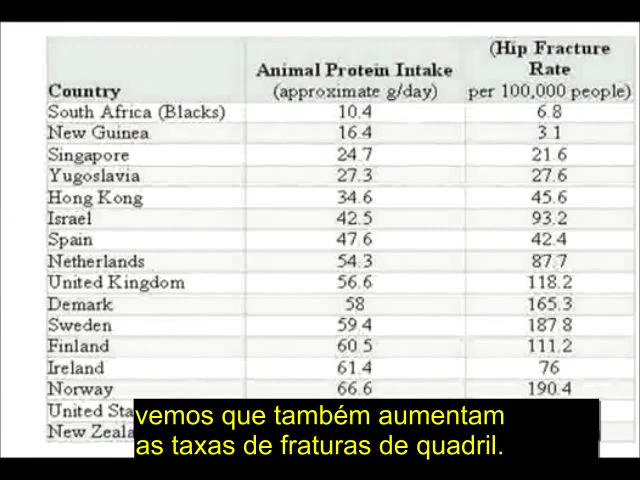 (Hip Fracture
Animal Protein Intake Rate
Country (approximate g/day) per 100,000 people)
South Africa (Blacks) 10.4 6.8
New Guinea 16.4 3 1
Singapore 24.7 21.6
Yugoslavia 27.3 27.6
Hong Kong 34.6 45.6
Israel 42.5 93.2
Spain 47.6 42.4
Netherlands 54.3 87.7
United Kingdom 56.6 118.2
Demark 58 165.3
Sweden 59 4 187 8
Finland 60.5 111.2
Ireland 61.4 76
Norway 66.6 190.4
United Sta
New Zeala
vemos que também aumentam
as taxas de fraturas de quadril.